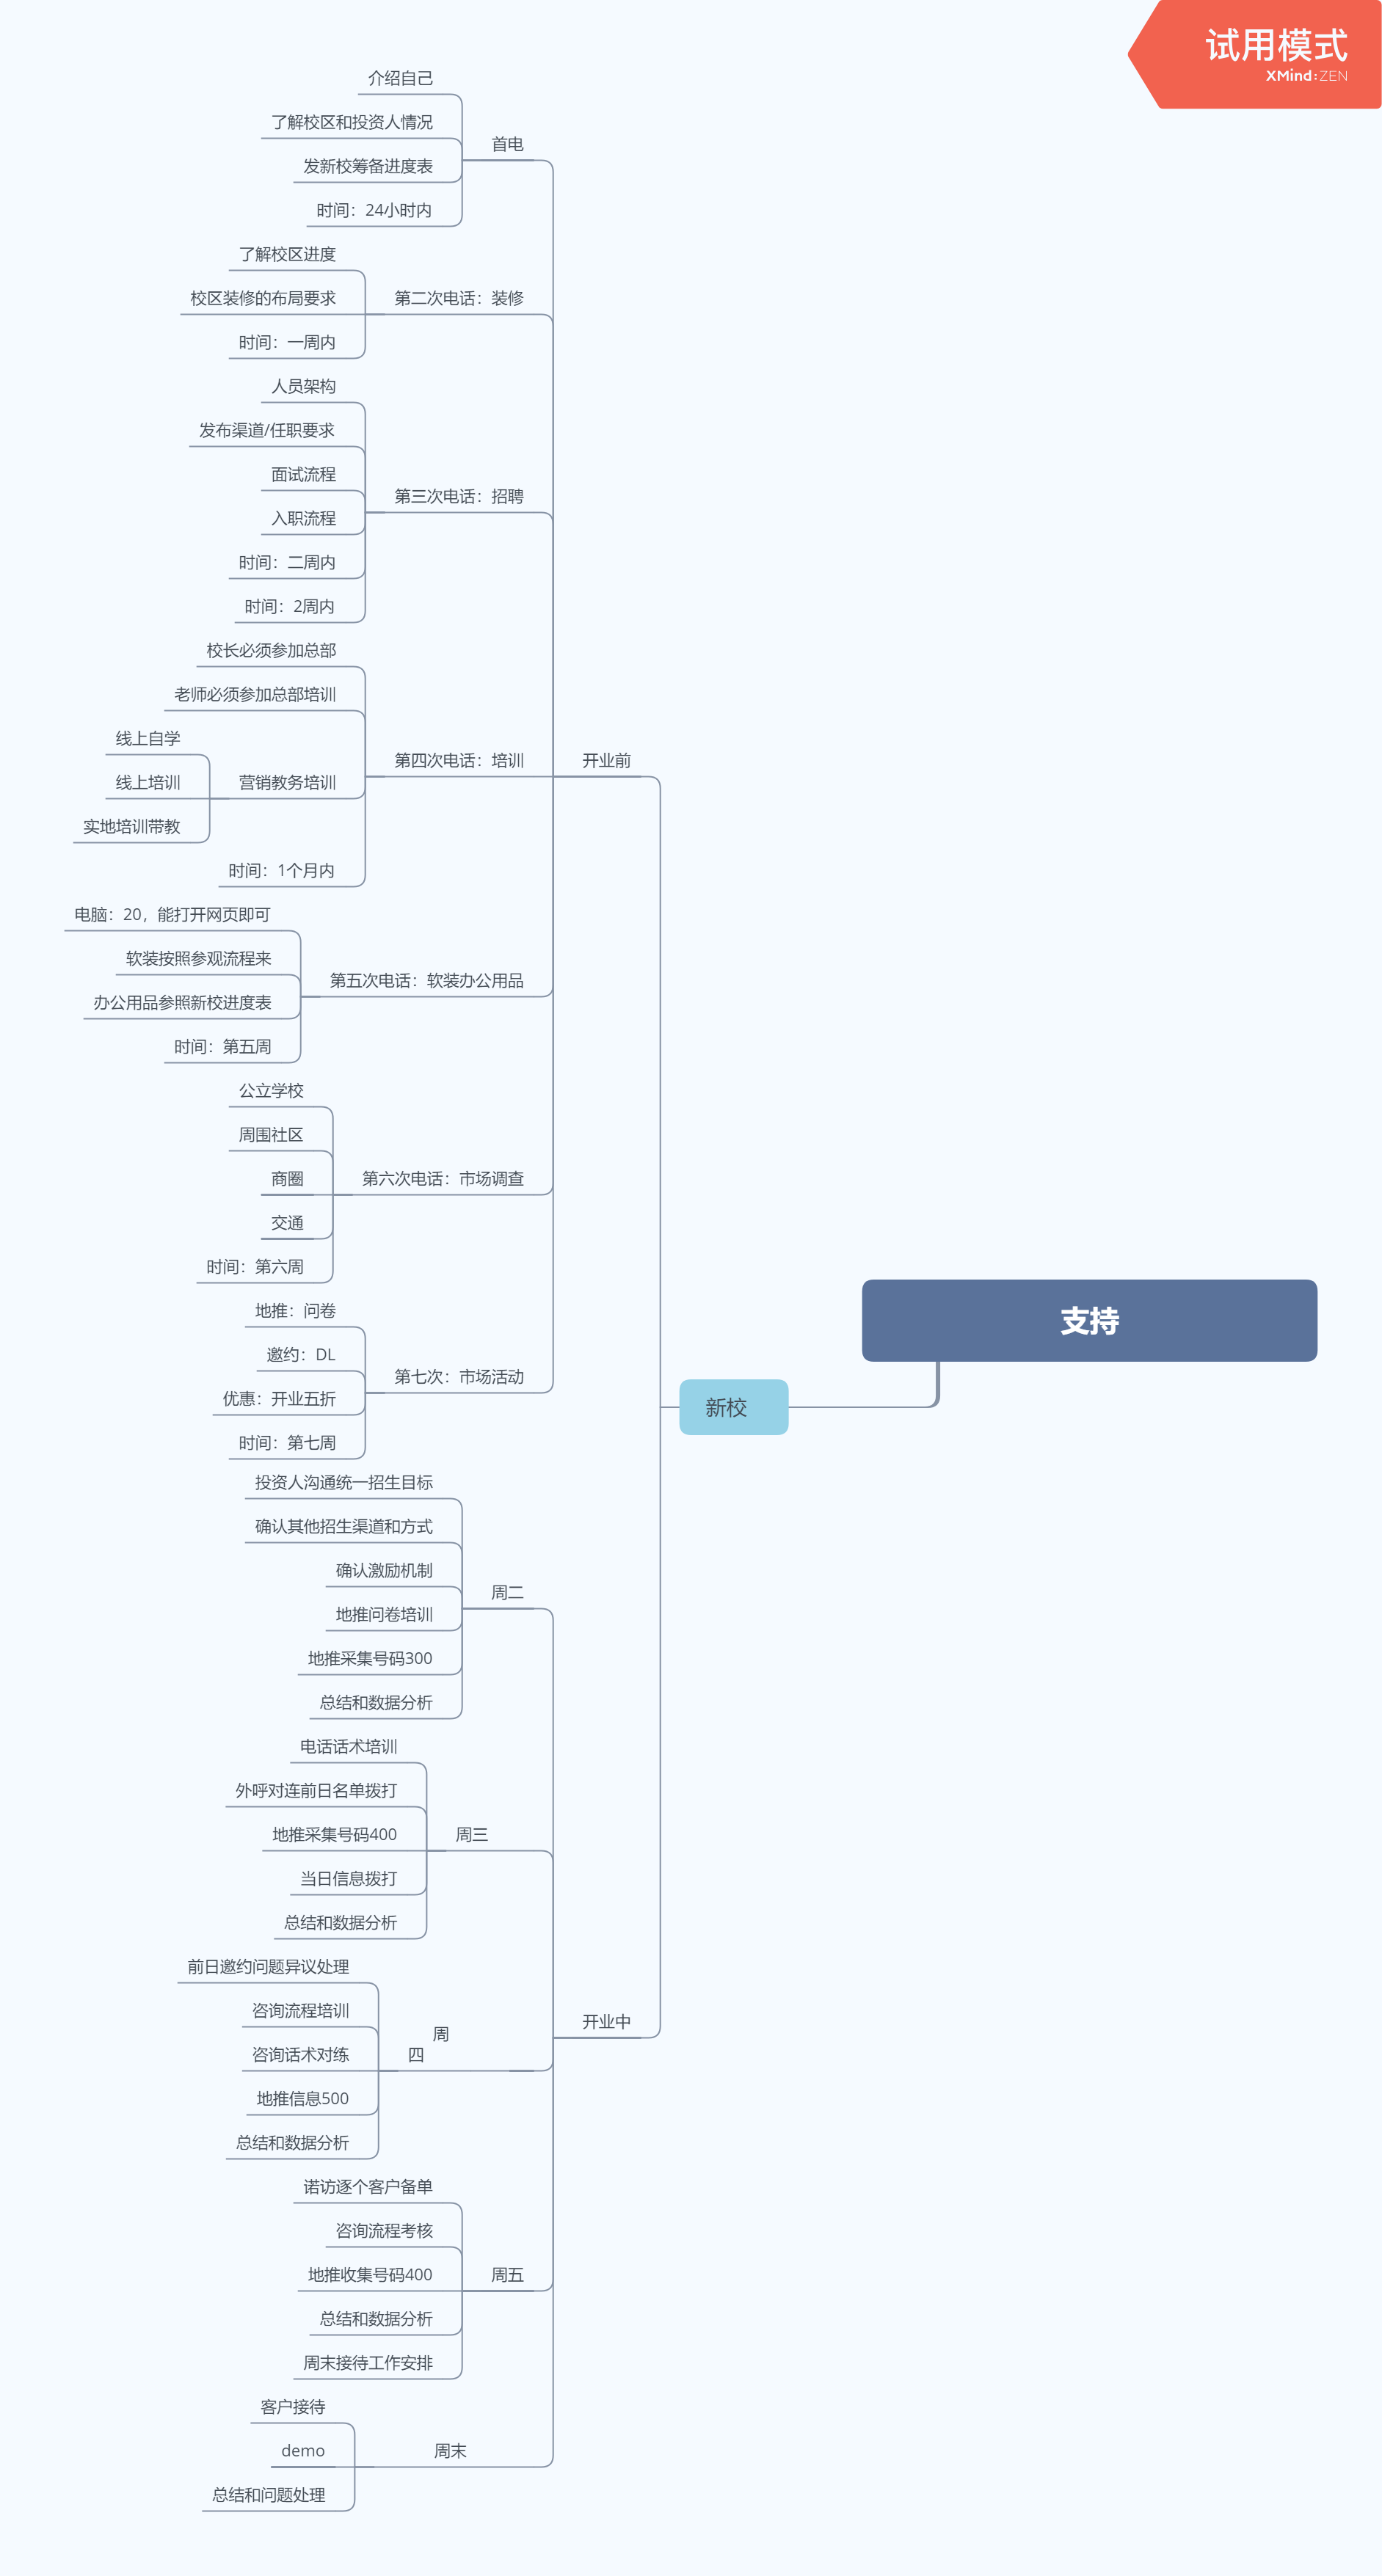 试用模式
XMind:ZEN
支持
新校
开业前
首电
介绍自己
了解校区和投资人情况
发新校筹备进度表
时间：24小时内
第二次电话：装修
了解校区进度
校区装修的布局要求
时间：一周内
第三次电话：招聘
人员架构
发布渠道/任职要求
面试流程
入职流程
时间：二周内
时间：2周内
第四次电话：培训
校长必须参加总部
老师必须参加总部培训
营销教务培训
线上自学
线上培训
实地培训带教
时间：1个月内
第五次电话：软装办公用品
电脑：20，能打开网页即可
软装按照参观流程来
办公用品参照新校进度表
时间：第五周
第六次电话：市场调查
公立学校
周围社区
商圈
交通
时间：第六周
第七次：市场活动
地推：问卷
邀约：DL
优惠：开业五折
时间：第七周
开业中
周二
投资人沟通统一招生目标
确认其他招生渠道和方式
确认激励机制
地推问卷培训
地推采集号码300
总结和数据分析
周三
电话话术培训
外呼对连前日名单拨打
地推采集号码400
当日信息拨打
总结和数据分析
周
四
前日邀约问题异议处理
咨询流程培训
咨询话术对练
地推信息500
总结和数据分析
周五
诺访逐个客户备单
咨询流程考核
地推收集号码400
总结和数据分析
周末接待工作安排
周末
客户接待
demo
总结和问题处理